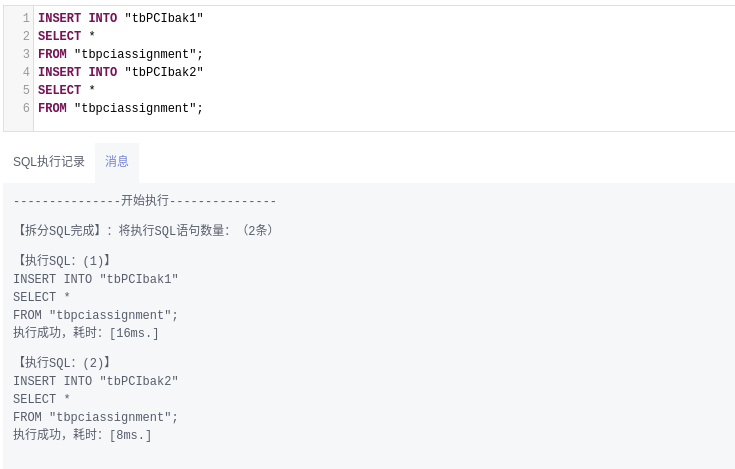 1 INSERT INTO "tbPCIbak1"
2 SELECT *
3 FROM "tbpciassignment";
4 INSERT INTO "tbPCIbak2"
5 SELECT *
6 FROM "tbpciassignment";
SQL执行记录 消息
---------------开始执行---------------
【拆分SQL完成】：将执行SQL语句数量：（2条）
【执行SQL：(1)】
INSERT INTO "tbPCIbak1"
SELECT *
FROM "tbpciassignment";
执行成功，耗时：[16ms.]
【执行SQL：(2)】
INSERT INTO "tbPCIbak2"
SELECT *
FROM "tbpciassignment";
执行成功，耗时：[8ms.]